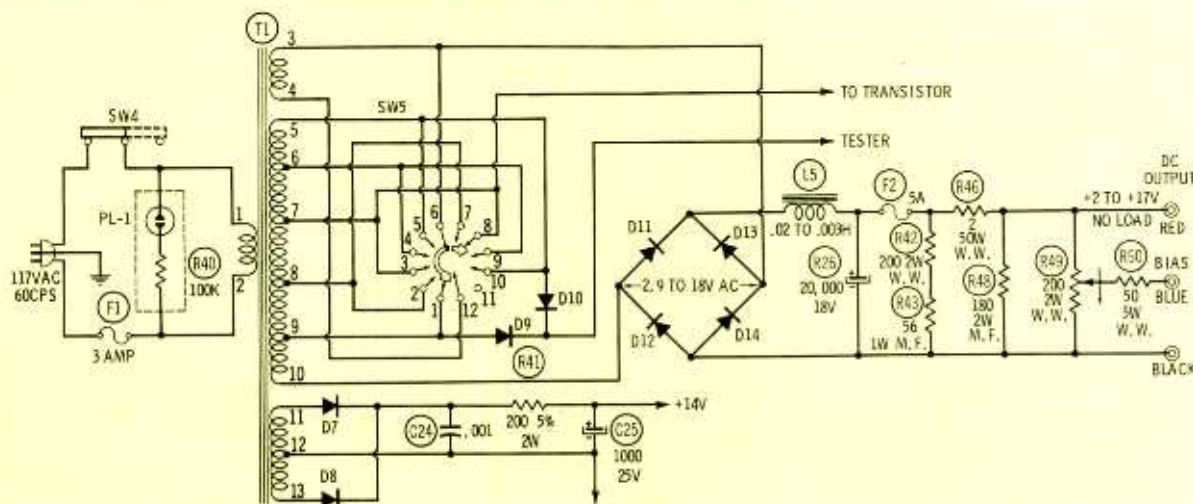 T1
3
4
SW4
SW5
5
TO TRANSISTOR
6
TESTER
DC
OUTPUT
PL-1
1
7
5
6
7
8
L5
F2
5A
R46
+2 TO +17V
4
9
D11
D13
.02 TO .003H
R42
2
NO LOAD
RED
R40
3
10
200 2W
50W
R49
R50
BIAS
117VAC
100K
2
8
2
11
D10
2.9 TO 18V AC
R26
W. W.
W. W.
R48
200
60CPS
1
12
20,000
R43
180
2W
50
BLUE
F1
9
D9
D12
D14
18V
56
2W
W. W.
5W
3 AMP
R41
1W M. F.
M. F.
W. W.
10
BLACK
11
+14V
D7
C24
.001
200 5%
C25
12
2W
1000
D8
25V
13